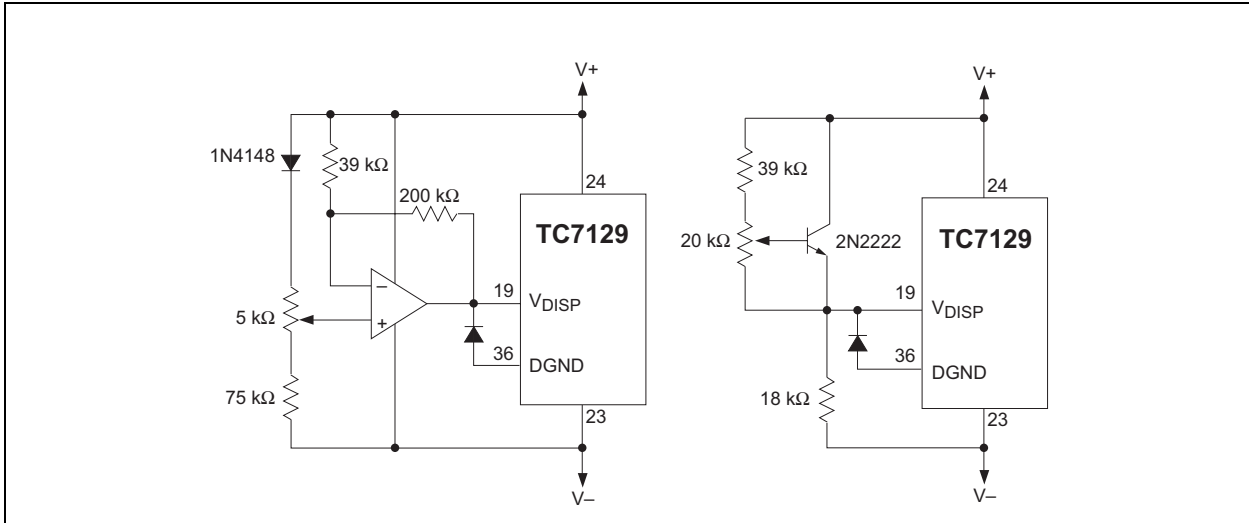 V+
1N4148
39 kΩ
200 kΩ
24
TC7129
5 kΩ
19
VDISP
36
DGND
75 kΩ
23
V–
V+
39 kΩ
24
TC7129
20 kΩ
2N2222
19
VDISP
36
DGND
18 kΩ
23
V–
–
+